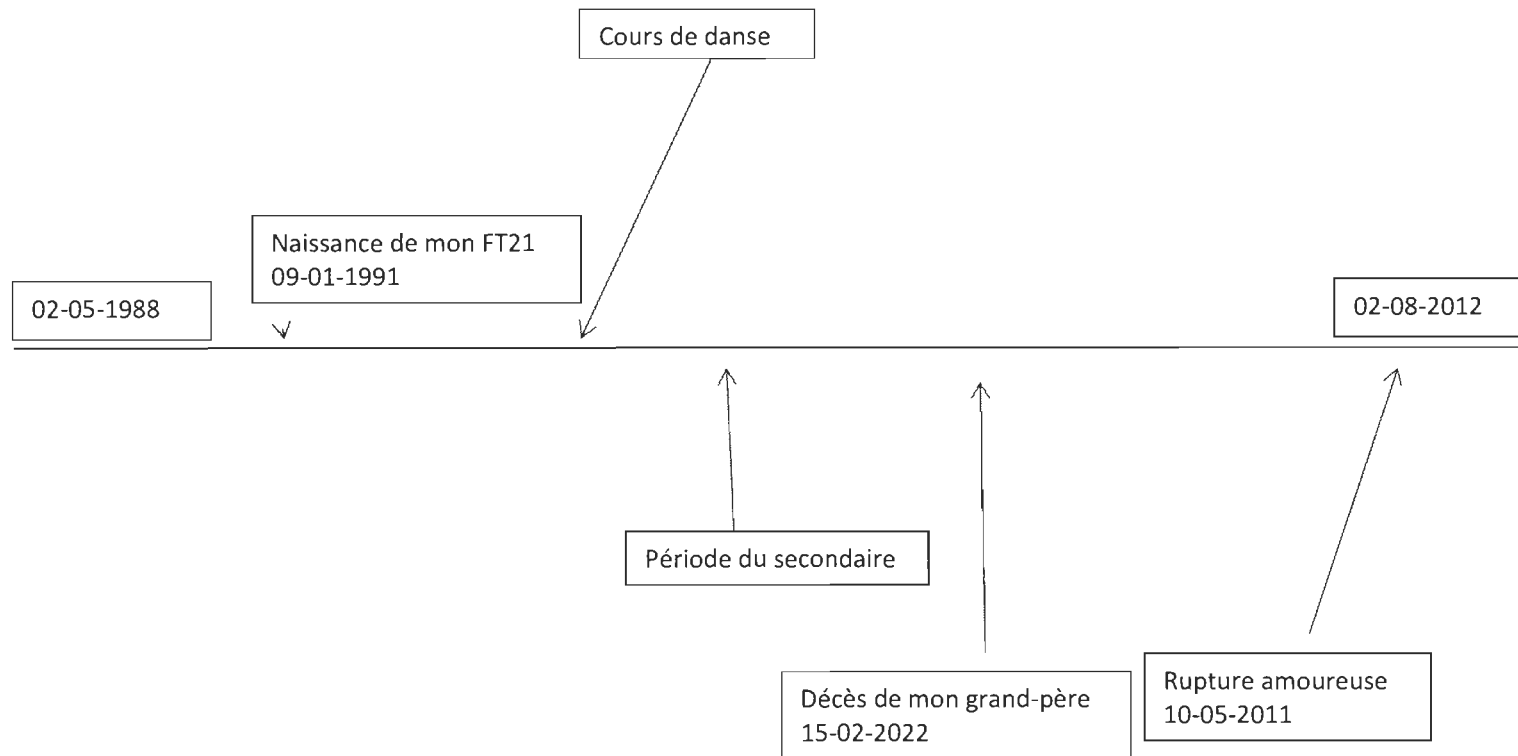 Cours de danse
Naissance de mon FT21
09-01-1991
02-05-1988
02-08-2012
Période du secondaire
Décès de mon grand-père
15-02-2022
Rupture amoureuse
10-05-2011